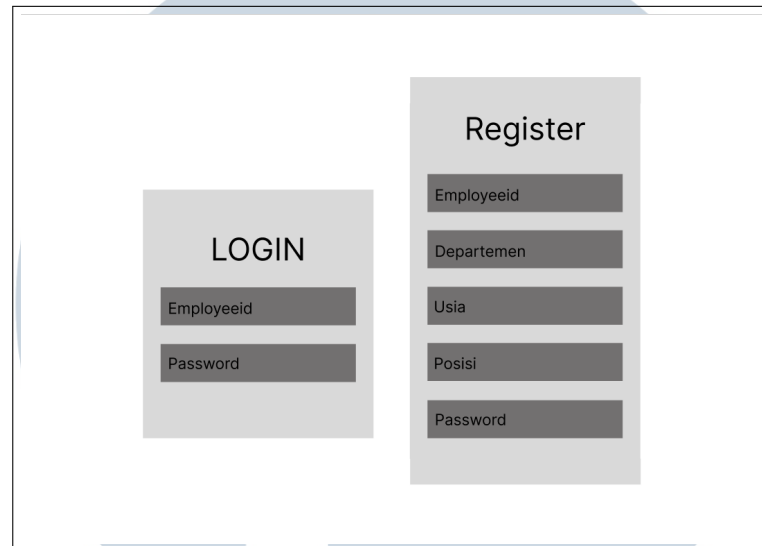 LOGIN
Employeeid
Password
Register
Employeeid
Departemen
Usia
Posisi
Password